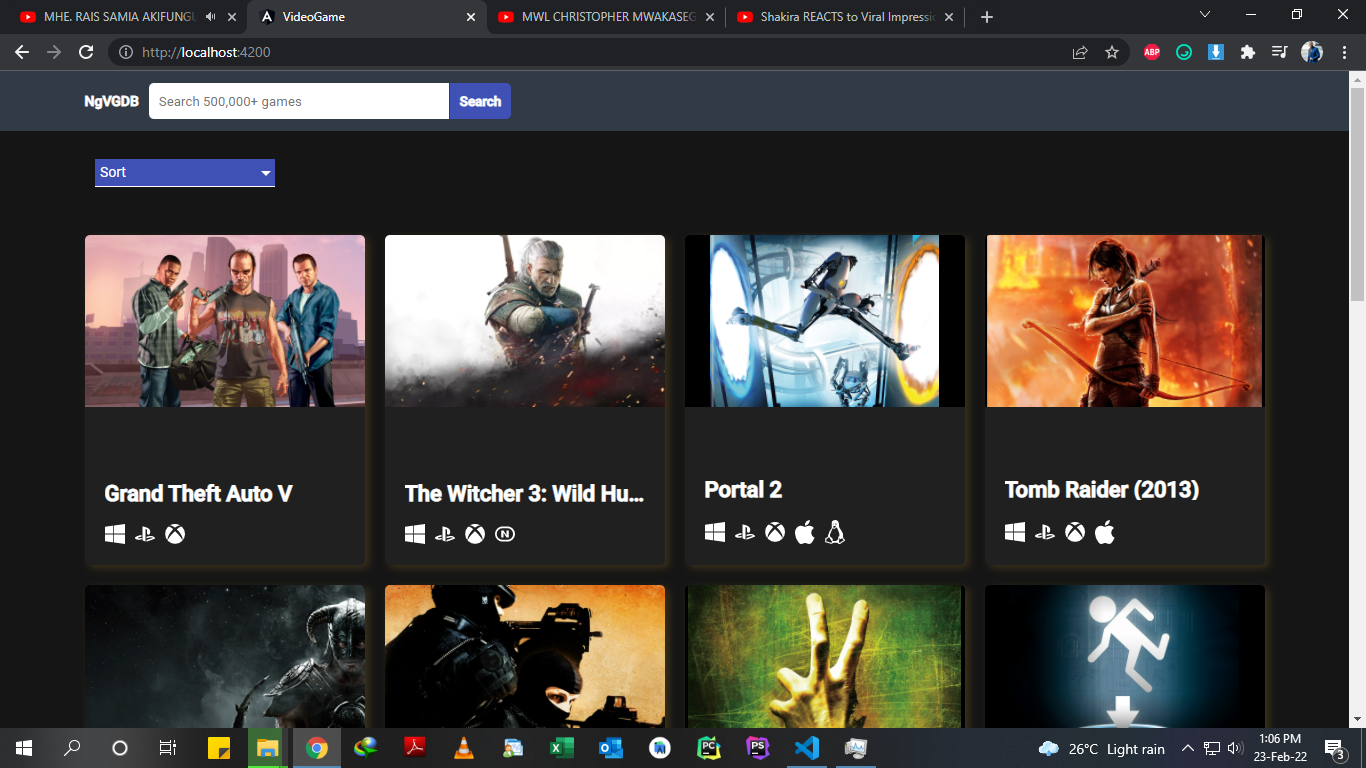 MHE. RAIS SAMIA AKIFUNGU
VideoGame
MWL CHRISTOPHER MWAKASEG
Shakira REACTS to Viral Impressio
http://localhost:4200
ABP
NgVGDB
Search 500,000+ games
Search
Sort
Grand Theft Auto V
The Witcher 3: Wild Hu...
Portal 2
Tomb Raider (2013)
26°C Light rain
1:06 PM
23-Feb-22
3